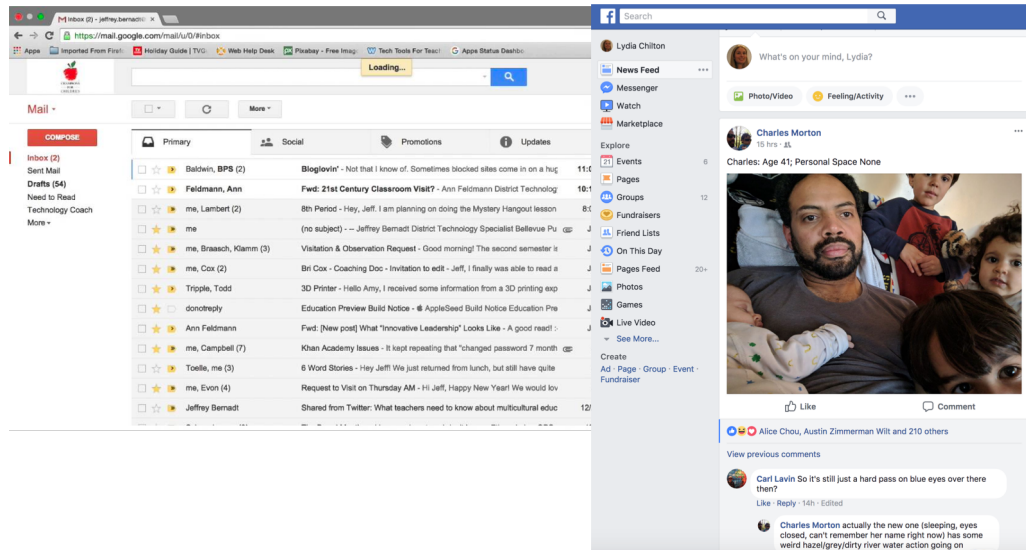 Inbox (2) - jeffrey.bernadt@
https://mail.google.com/mail/u/0/#inbox
Apps Imported From Firef Holiday Guide | TVG: Web Help Desk Pixabay - Free Image Tech Tools For Teach Apps Status Dashb
Loading...
Mail
More
COMPOSE
Inbox (2)
Sent Mail
Drafts (54)
Need to Read
Technology Coach
More
Primary Social Promotions Updates
Baldwin, BPS (2) Bloglovin' - Not that I know of. Sometimes blocked sites come in on a hug 11:0
Feldmann, Ann Fwd: 21st Century Classroom Visit? - Ann Feldmann District Technolog 10:1
me, Lambert (2) 8th Period - Hey, Jeff. I am planning on doing the Mystery Hangout lesson 8:0
me (no subject) - -- Jeffrey Bernadt District Technology Specialist Bellevue Pu J
me, Braasch, Klamm (3) Visitation & Observation Request - Good morning! The second semester is J
me, Cox (2) Bri Cox - Coaching Doc - Invitation to edit - Jeff, I finally was able to read a J
Tripple, Todd 3D Printer - Hello Amy, I received some information from a 3D printing exp J
donotreply Education Preview Build Notice - AppleSeed Build Notice Education Pre J
Ann Feldmann Fwd: [New post] What "Innovative Leadership" Looks Like - A good read! : J
me, Campbell (7) Khan Academy Issues - It kept repeating that "changed password 7 month J
Toelle, me (3) 6 Word Stories - Hey Jeff! We just returned from lunch, but still have quite J
me, Evon (4) Request to Visit on Thursday AM - Hi Jeff, Happy New Year! We would lov J
Jeffrey Bernadt Shared from Twitter: What teachers need to know about multicultural educ 12/
Search
Lydia Chilton
News Feed
Messenger
Watch
Marketplace
Explore
Events 6
Pages
Groups 12
Fundraisers
Friend Lists
On This Day
Pages Feed 20+
Photos
Games
Live Video
See More...
Create
Ad · Page · Group · Event ·
Fundraiser
What's on your mind, Lydia?
Photo/Video Feeling/Activity
Charles Morton
15 hrs ·
Charles: Age 41; Personal Space None
Like Comment
Alice Chou, Austin Zimmerman Wilt and 210 others
View previous comments
Carl Lavin So it's still just a hard pass on blue eyes over there
then?
Like · Reply · 14h · Edited
Charles Morton actually the new one (sleeping, eyes
closed, can't remember her name right now) has some
weird hazel/grey/dirty river water action going on